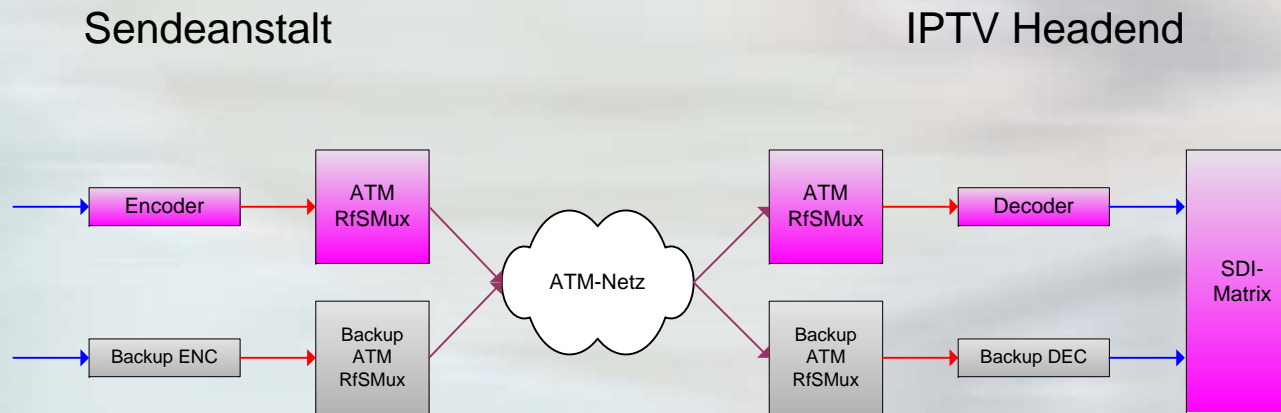 Sendeanstalt
IPTV Headend
Encoder
ATM
RfSMux
ATM-Netz
ATM
RfSMux
Decoder
SDI-
Matrix
Backup ENC
Backup
ATM
RfSMux
Backup
ATM
RfSMux
Backup DEC